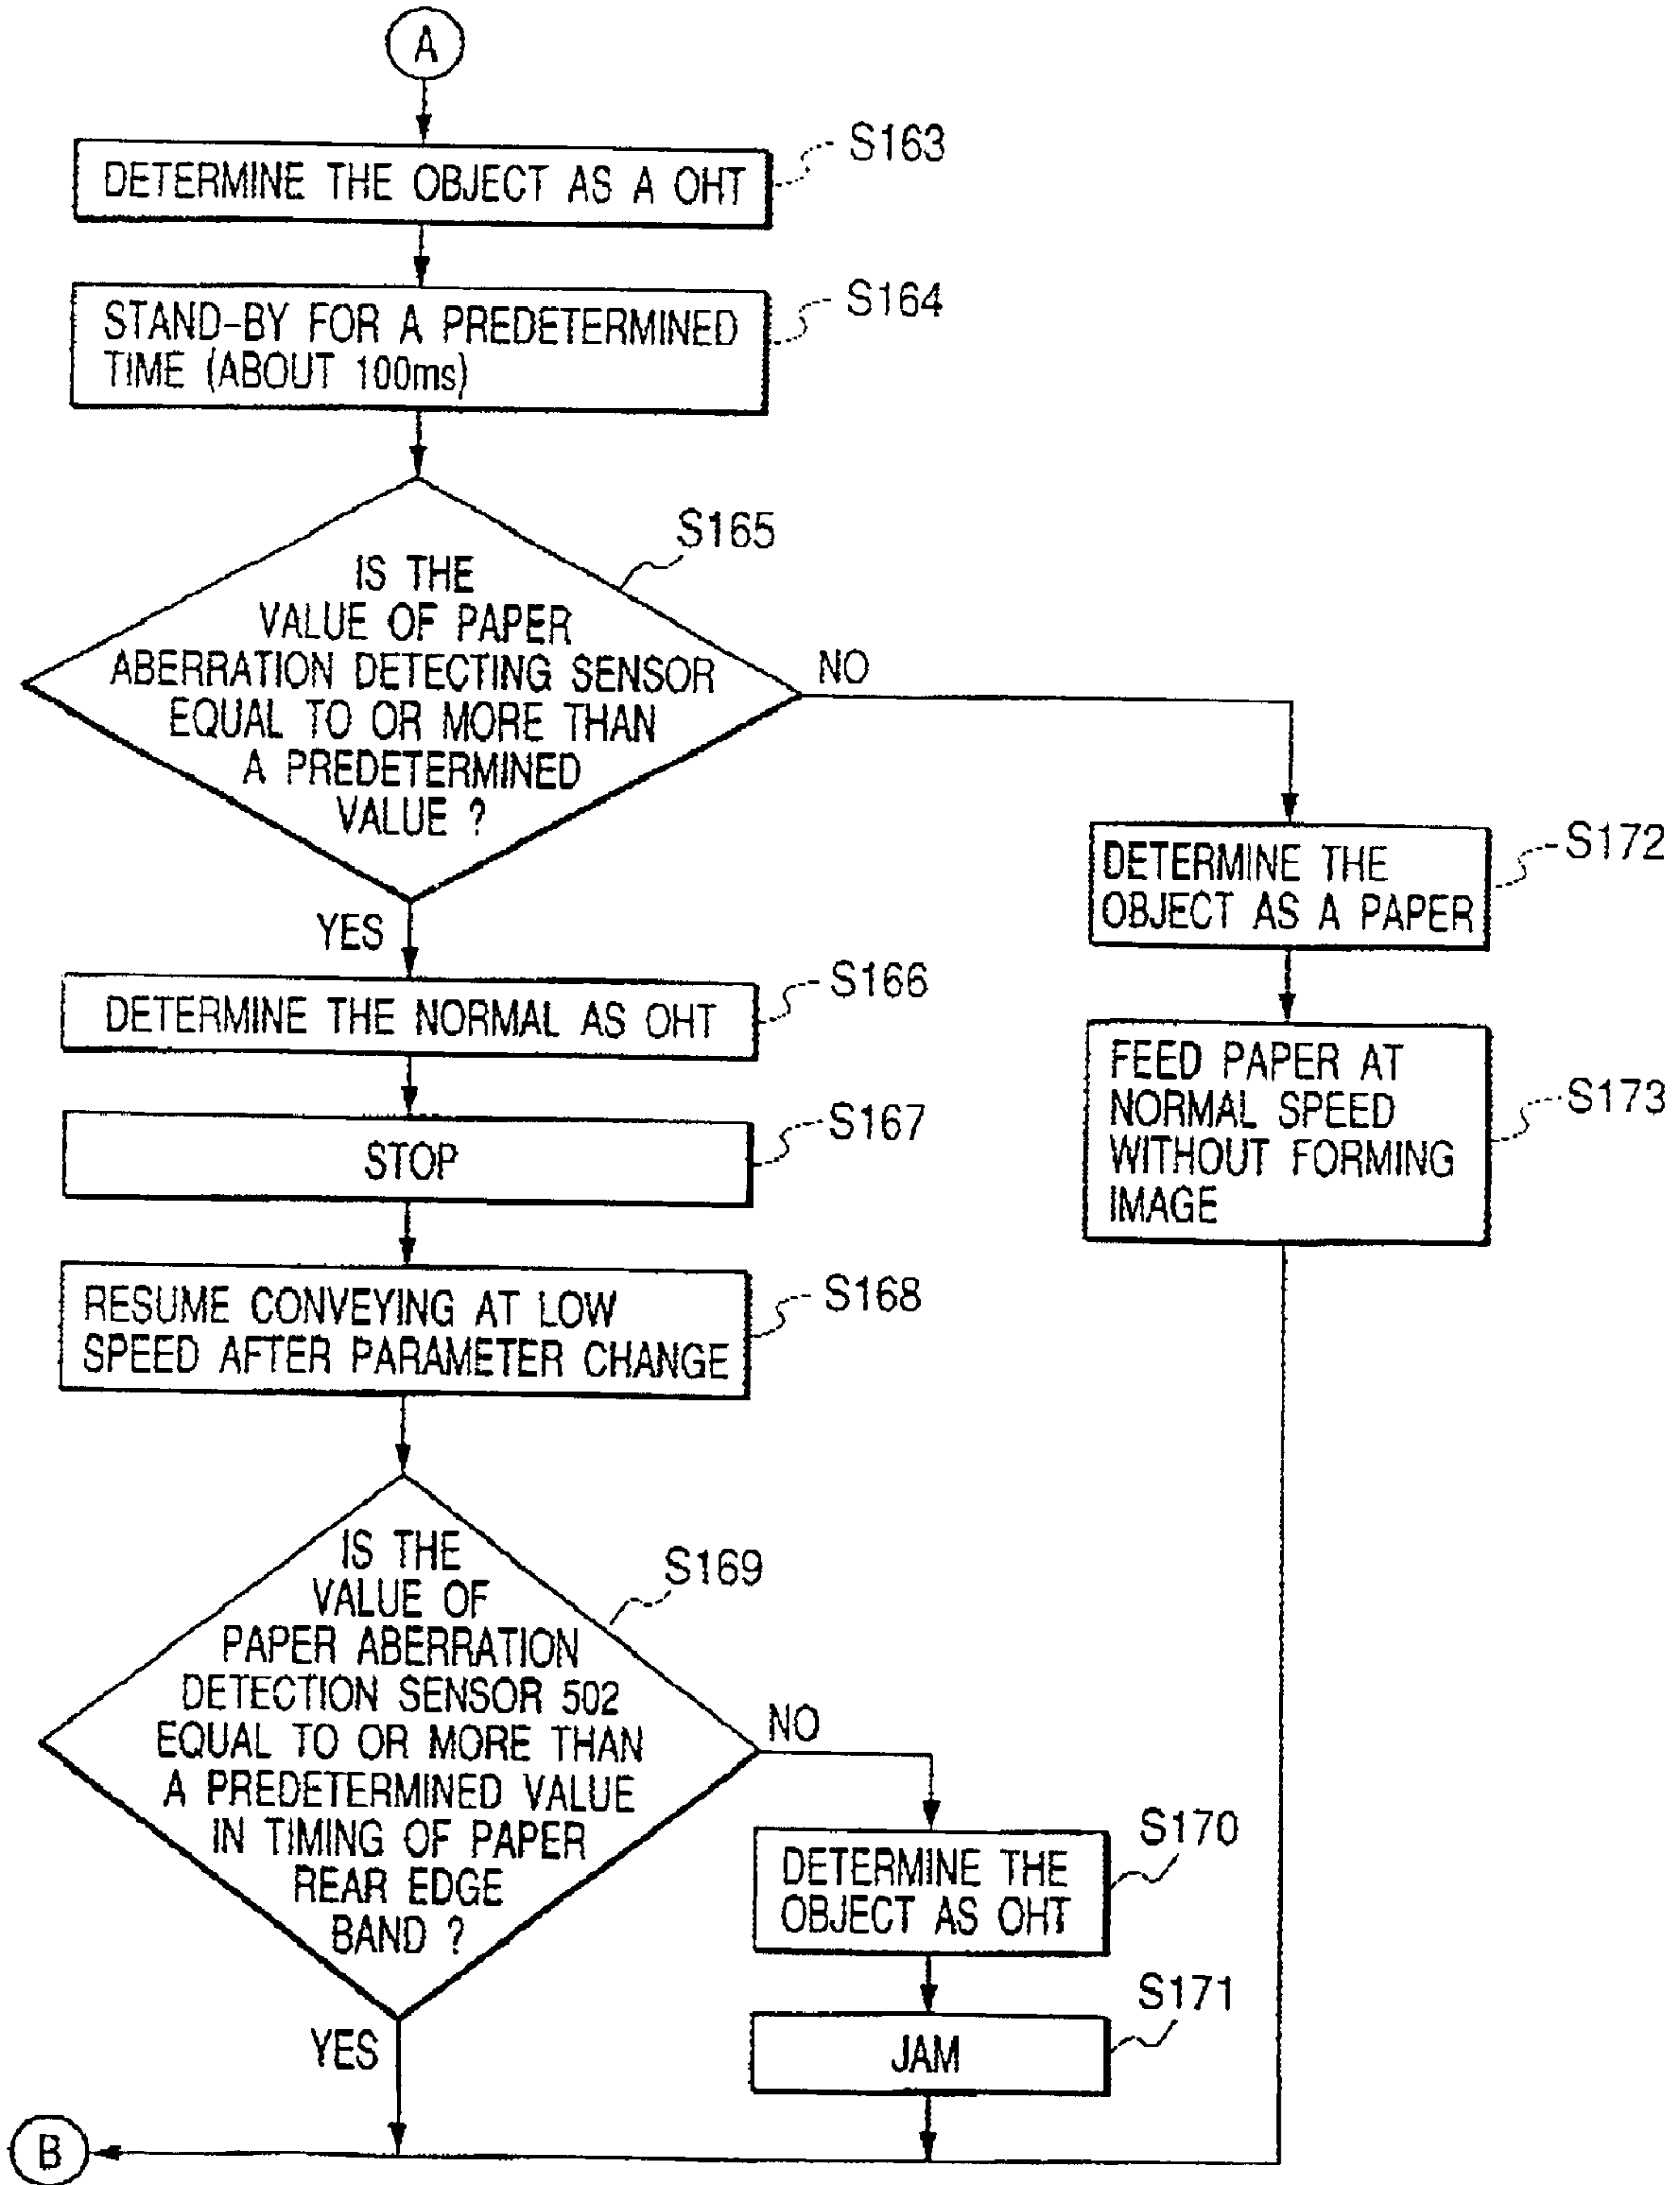 A
DETERMINE THE OBJECT AS A OHT
S163
STAND-BY FOR A PREDETERMINED
TIME (ABOUT 100ms)
S164
IS THE
VALUE OF PAPER
ABERRATION DETECTING SENSOR
EQUAL TO OR MORE THAN
A PREDETERMINED
VALUE ?
S165
NO
YES
DETERMINE THE
OBJECT AS A PAPER
S172
FEED PAPER AT
NORMAL SPEED
WITHOUT FORMING
IMAGE
S173
DETERMINE THE NORMAL AS OHT
S166
STOP
S167
RESUME CONVEYING AT LOW
SPEED AFTER PARAMETER CHANGE
S168
IS THE
VALUE OF
PAPER ABERRATION
DETECTION SENSOR 502
EQUAL TO OR MORE THAN
A PREDETERMINED VALUE
IN TIMING OF PAPER
REAR EDGE
BAND ?
S169
NO
YES
DETERMINE THE
OBJECT AS OHT
S170
JAM
S171
B